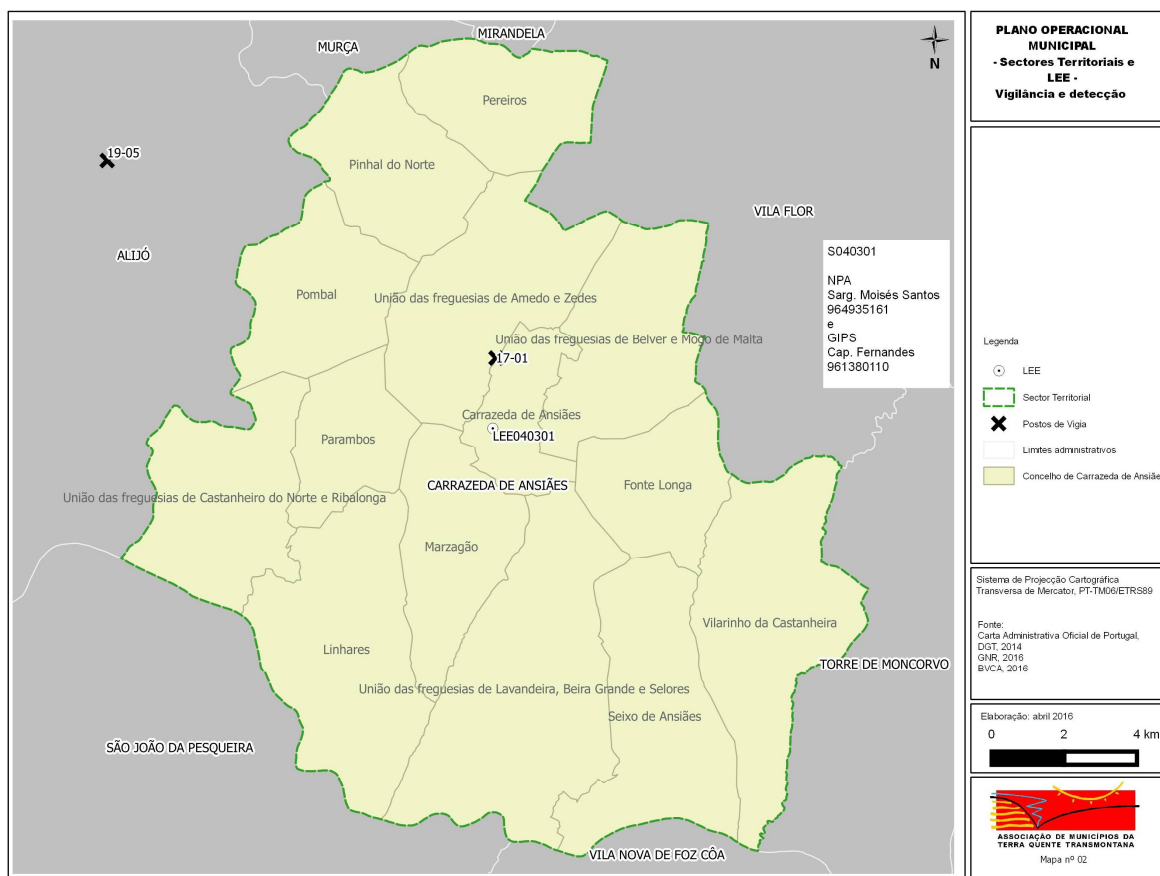 MURÇA
MIRANDELA
N
Pereiros
19-05
Pinhal do Norte
VILA FLOR
ALIJÓ
S040301
NPA
Sarg. Moisés Santos
964935161
e
GIPS
Cap. Fernandes
961380110
Pombal
União das freguesias de Amedo e Zedes
União das freguesias de Belver e Mogo de Malta
17-01
Carrazeda de Ansiães
LEE040301
Parambos
CARRAZEDA DE ANSIÃES
Fonte Longa
União das freguesias de Castanheiro do Norte e Ribalonga
Marzagão
Vilarinho da Castanheira
Linhares
TORRE DE MONCORVO
União das freguesias de Lavandeira, Beira Grande e Selores
Seixo de Ansiães
SÃO JOÃO DA PESQUEIRA
VILA NOVA DE FOZ CÔA
PLANO OPERACIONAL
MUNICIPAL
- Sectores Territoriais e
LEE -
Vigilância e detecção
Legenda
LEE
Sector Territorial
Postos de Vigia
Limites administrativos
Concelho de Carrazeda de Ansiãe
Sistema de Projecção Cartográfica
Transversa de Mercator, PT-TM06/ETRS89
Fonte:
Carta Administrativa Oficial de Portugal,
DGT, 2014
GNR, 2016
BVCA, 2016
Elaboração: abril 2016
0 2 4 km
ASSOCIAÇÃO DE MUNICÍPIOS DA
TERRA QUENTE TRANSMONTANA
Mapa nº 02